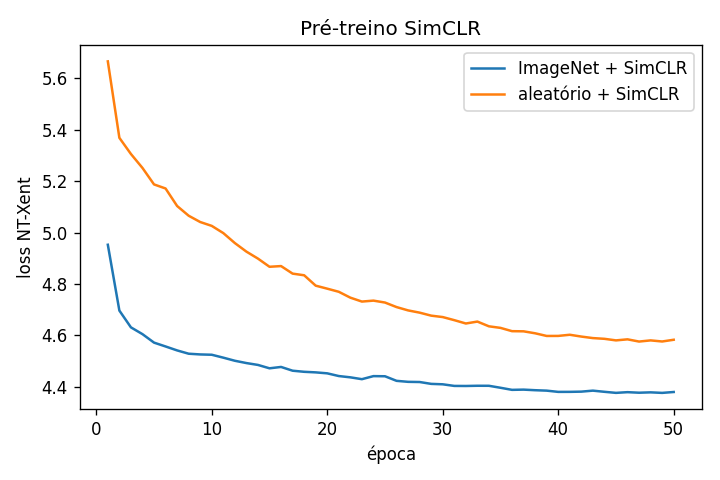 Pré-treino SimCLR
ImageNet + SimCLR
aleatório + SimCLR
loss NT-Xent
5.6
5.4
5.2
5.0
4.8
4.6
4.4
0 10 20 30 40 50
época